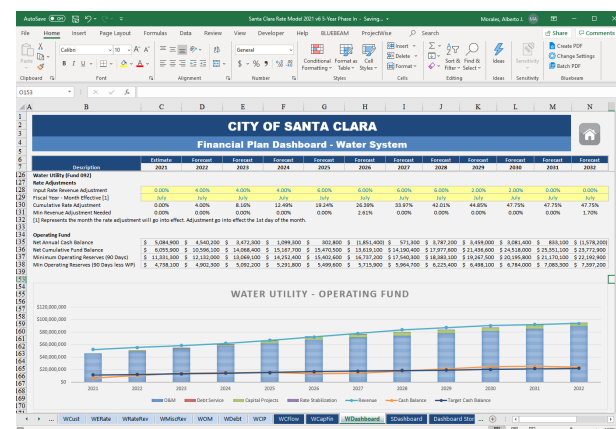 AutoSave On
Santa Clara Rate Model 2021 v6 5-Year Phase In - Saving...
Morales, Alberto J. MA
File Home Insert Page Layout Formulas Data Review View Developer Help BLUEBEAM ProjectWise Search Share Comments
Calibri 10
General
Insert
Create PDF
Delete
Change Settings
Format
Batch PDF
Paste
Conditional Formatting
Format as Table
Cell Styles
Sort & Filter
Find & Select
Ideas
Sensitivity
Clipboard Font Alignment Number Styles Cells Editing Ideas Sensitivity Bluebeam
O153
fx
A B C D E F G H I J K L M N
CITY OF SANTA CLARA
Financial Plan Dashboard - Water System
Estimate Forecast Forecast Forecast Forecast Forecast Forecast Forecast Forecast Forecast Forecast Forecast
Description 2021 2022 2023 2024 2025 2026 2027 2028 2029 2030 2031 2032
126 Water Utility (Fund 092)
127 Rate Adjustments
128 Input Rate Revenue Adjustment 0.00% 4.00% 4.00% 4.00% 6.00% 6.00% 6.00% 6.00% 2.00% 2.00% 0.00% 0.00%
129 Fiscal Year - Month Effective [1] July July July July July July July July July July July July
130 Cumulative Rate Adjustment 0.00% 4.00% 8.16% 12.49% 19.24% 26.39% 33.97% 42.01% 44.85% 47.75% 47.75% 47.75%
131 Min Revenue Adjustment Needed 0.00% 0.00% 0.00% 0.00% 0.00% 2.61% 0.00% 0.00% 0.00% 0.00% 0.00% 1.70%
132 [1] Represents the month the rate adjustment will go into effect. Adjustment go into effect the 1st day of the month.
134 Operating Fund
135 Net Annual Cash Balance $ 5,084,900 $ 4,540,200 $ 3,472,300 $ 1,099,300 $ 302,800 $ (1,851,400) $ 571,300 $ 3,787,200 $ 3,459,000 $ 3,081,400 $ 833,100 $ (1,578,200)
136 Net Cumulative Fund Balance $ 6,055,900 $ 10,596,100 $ 14,068,400 $ 15,167,700 $ 15,470,500 $ 13,619,100 $ 14,190,400 $ 17,977,600 $ 21,436,600 $ 24,518,000 $ 25,351,100 $ 23,772,900
137 Minimum Operating Reserves (90 Days) $ 11,331,300 $ 12,132,000 $ 13,069,100 $ 14,252,400 $ 15,402,600 $ 16,737,200 $ 17,540,300 $ 18,383,100 $ 19,267,500 $ 20,195,800 $ 21,170,100 $ 22,192,900
138 Min Operating Reserves (90 Days less WP) $ 4,738,100 $ 4,902,300 $ 5,092,200 $ 5,291,800 $ 5,499,600 $ 5,715,900 $ 5,964,700 $ 6,225,100 $ 6,498,100 $ 6,784,000 $ 7,083,300 $ 7,397,200
WATER UTILITY - OPERATING FUND
$120,000,000
$100,000,000
$80,000,000
$60,000,000
$40,000,000
$20,000,000
$0
2021 2022 2023 2024 2025 2026 2027 2028 2029 2030 2031 2032
O&M Debt Service Capital Projects Rate Stabilization Revenue Cash Balance Target Cash Balance
WCust WERate WRateRev WMiscRev WOM WDebt WCIP WCFlow WCapFin WDashboard SDashboard Dashboard Stor ...